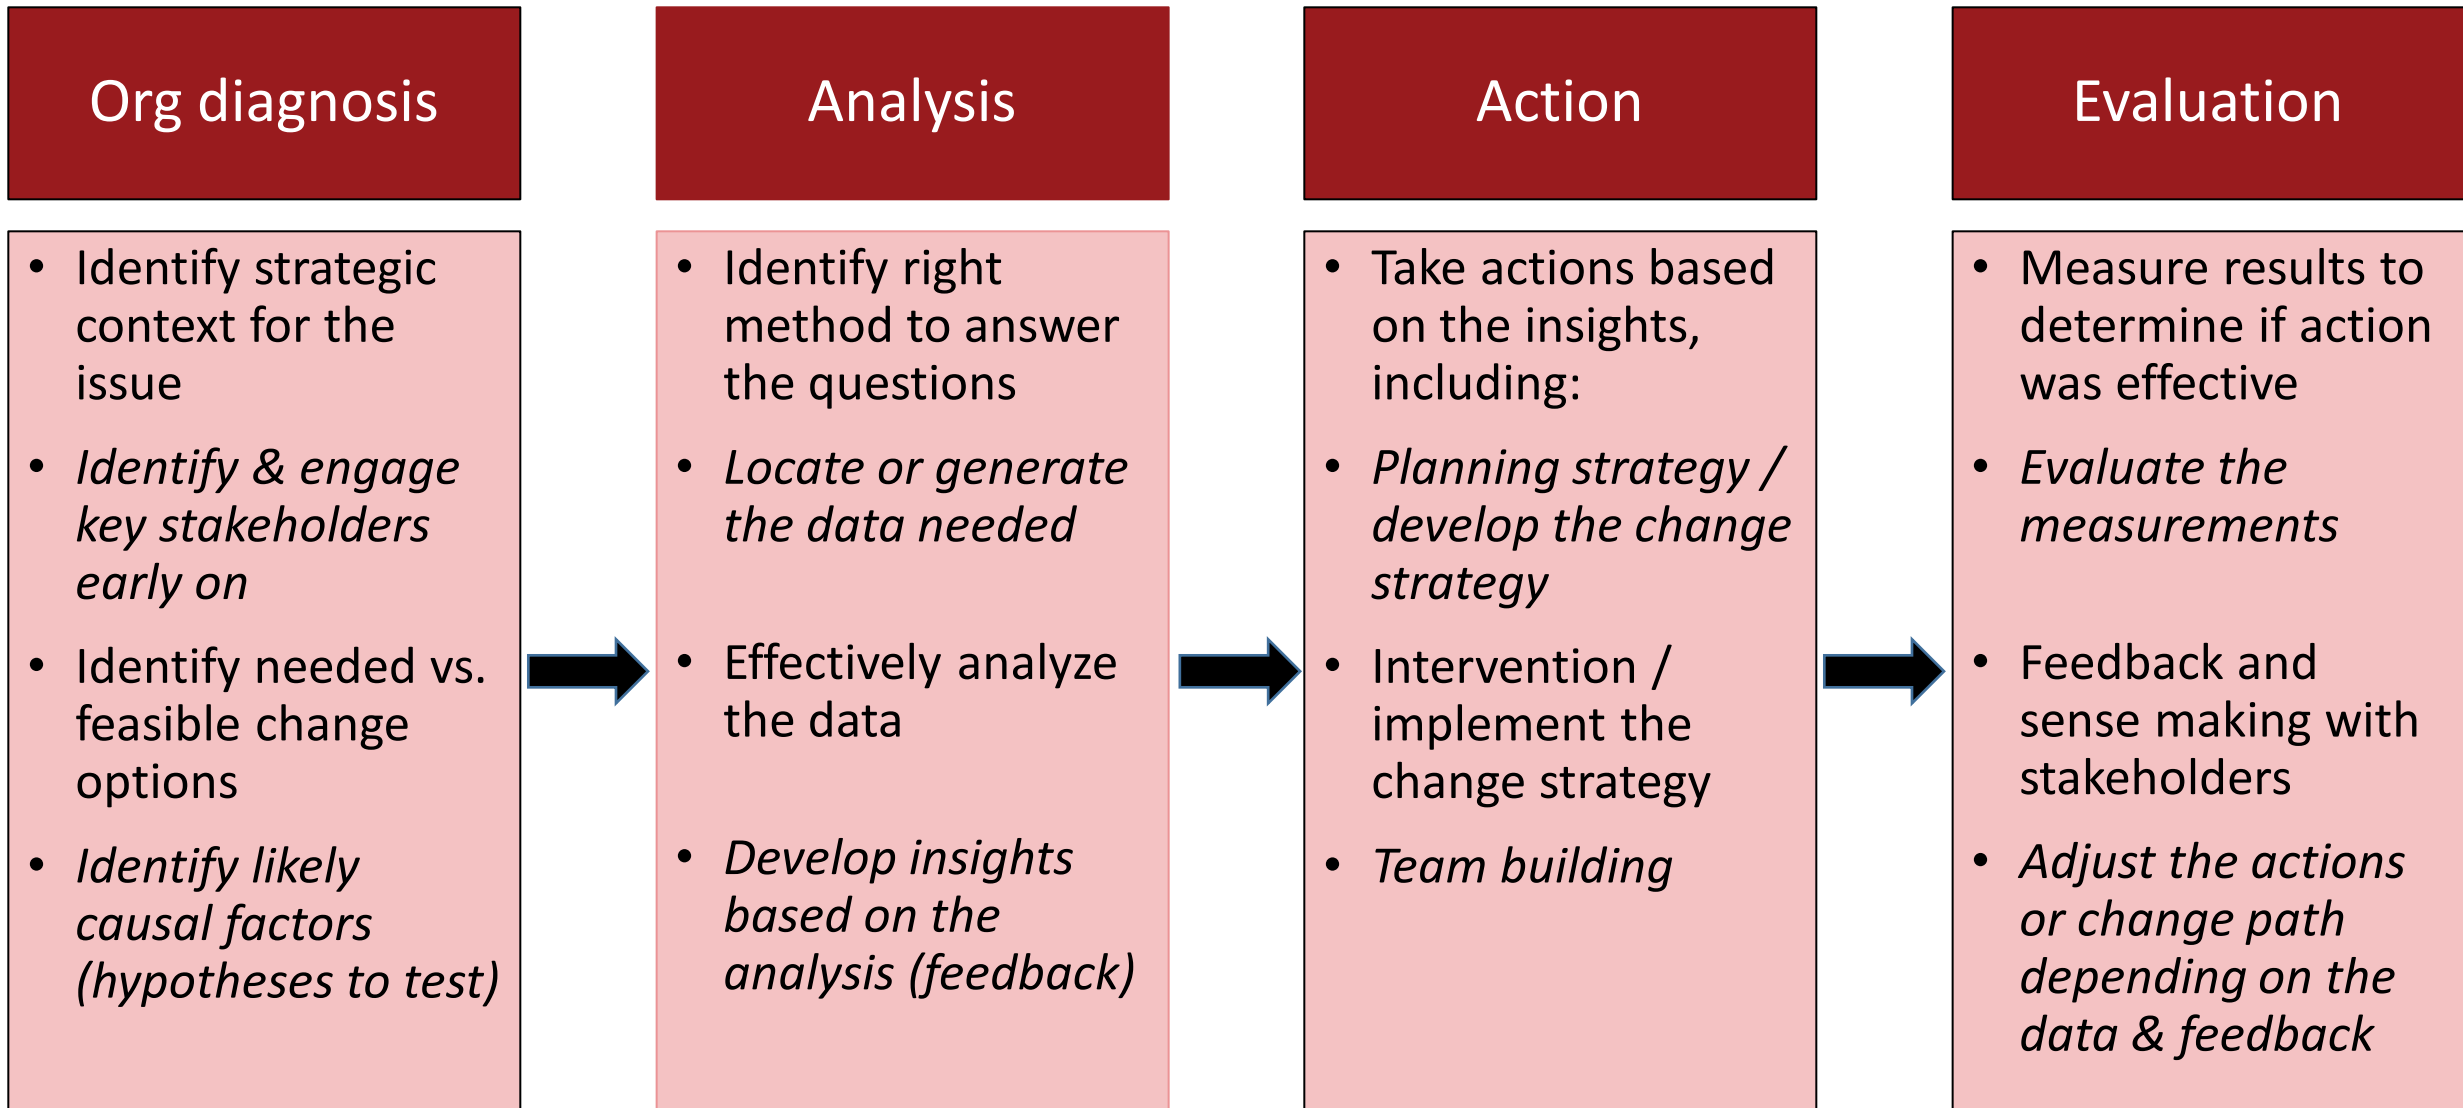 Org diagnosis
• Identify strategic
context for the
issue
• Identify & engage
key stakeholders
early on
• Identify needed vs.
feasible change
options
• Identify likely
causal factors
(hypotheses to test)
Analysis
• Identify right
method to answer
the questions
• Locate or generate
the data needed
• Effectively analyze
the data
• Develop insights
based on the
analysis (feedback)
Action
• Take actions based
on the insights,
including:
• Planning strategy /
develop the change
strategy
• Intervention /
implement the
change strategy
• Team building
Evaluation
• Measure results to
determine if action
was effective
• Evaluate the
measurements
• Feedback and
sense making with
stakeholders
• Adjust the actions
or change path
depending on the
data & feedback